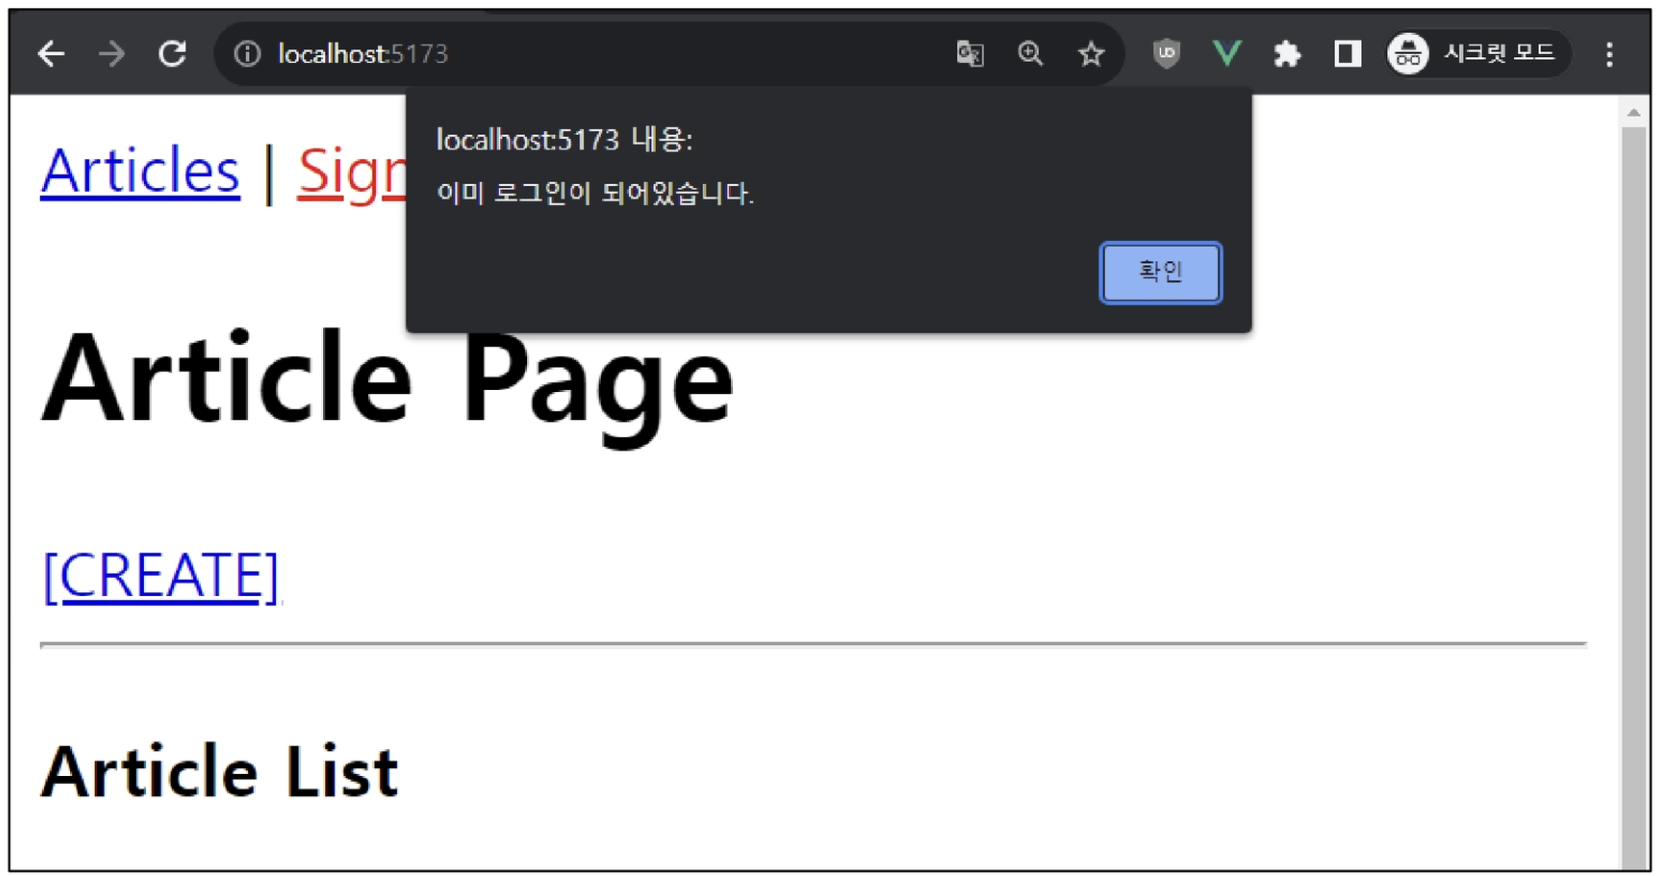 localhost:5173
시크릿 모드
localhost:5173 내용:
이미 로그인이 되어있습니다.
확인
Articles | Sign
Article Page
[CREATE]
Article List